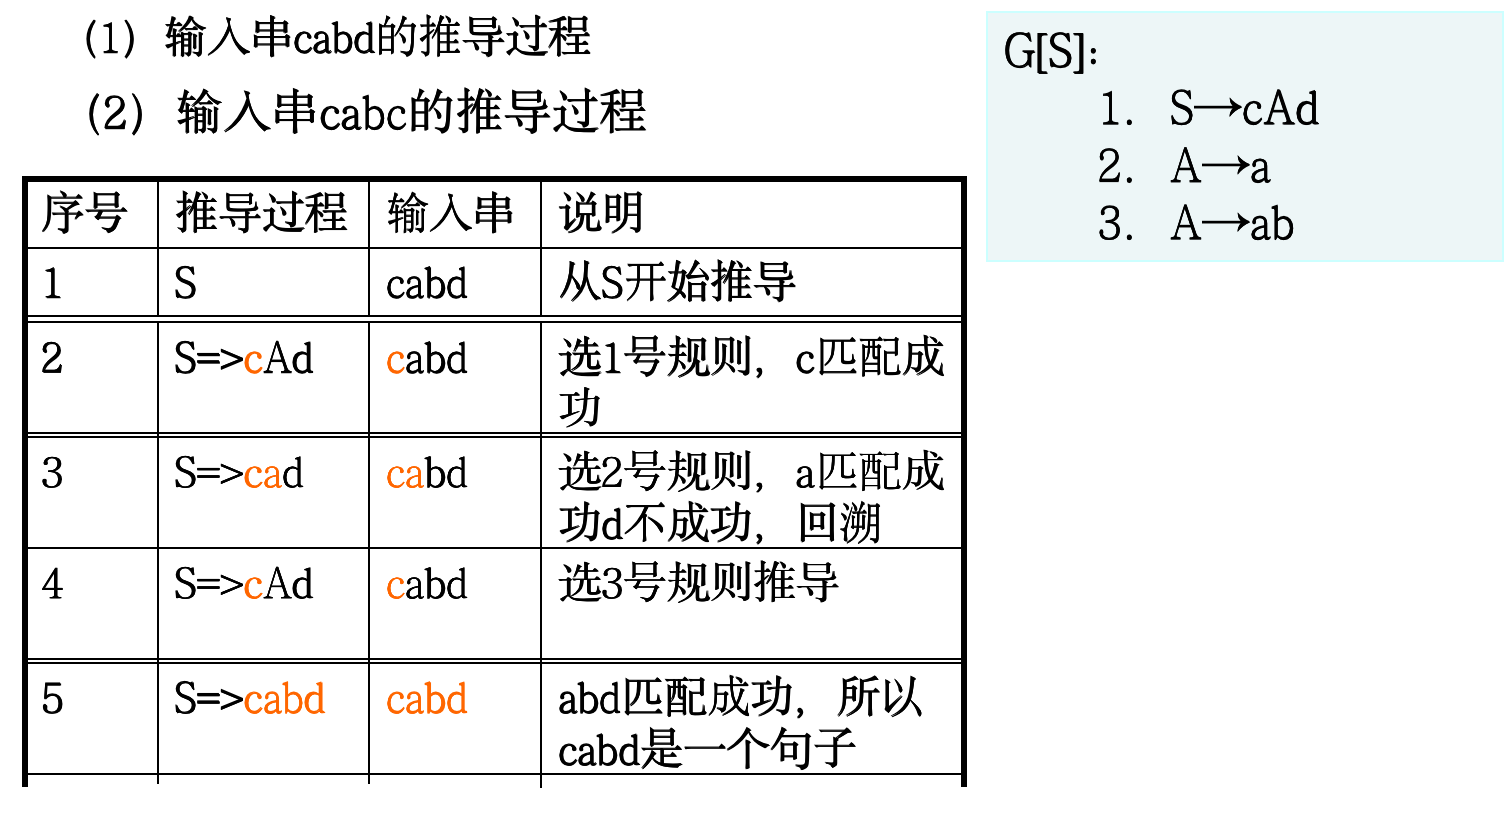 (1) 输入串cabd的推导过程
(2) 输入串cabc的推导过程
G[S]:
1. S→cAd
2. A→a
3. A→ab
序号 推导过程 输入串 说明
1 S cabd 从S开始推导
2 S=>cAd cabd 选1号规则, c匹配成
功
3 S=>cad cabd 选2号规则, a匹配成
功d不成功, 回溯
4 S=>cAd cabd 选3号规则推导
5 S=>cabd cabd abd匹配成功, 所以
cabd是一个句子